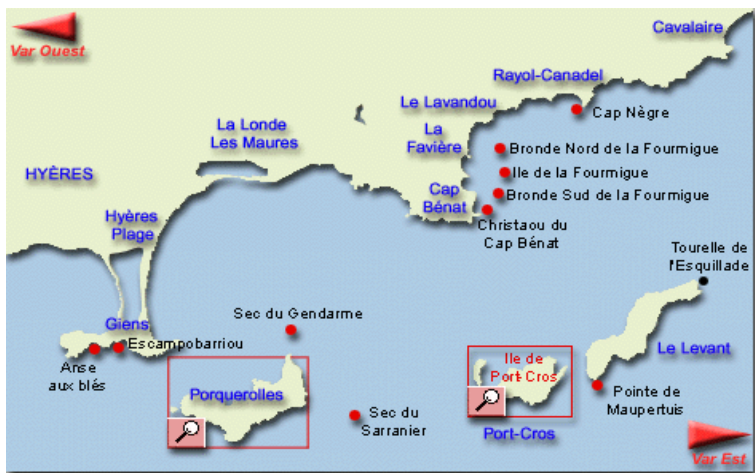 Cavalaire
Var Ouest
Rayol-Canadel
Le Lavandou
Cap Nègre
La Londe
Les Maures
La
Favière
Bronde Nord de la Fourmigue
HYÈRES
Ile de la Fourmigue
Cap
Bénat
Bronde Sud de la Fourmigue
Hyères
Plage
Christaou du
Cap Bénat
Tourelle de
l'Esquillade
Sec du Gendarme
Giens
Escampobarriou
Le Levant
Anse
aux blés
Ile de
Port-Cros
Porquerolles
Pointe de
Maupertuis
Sec du
Sarranier
Port-Cros
Var Est